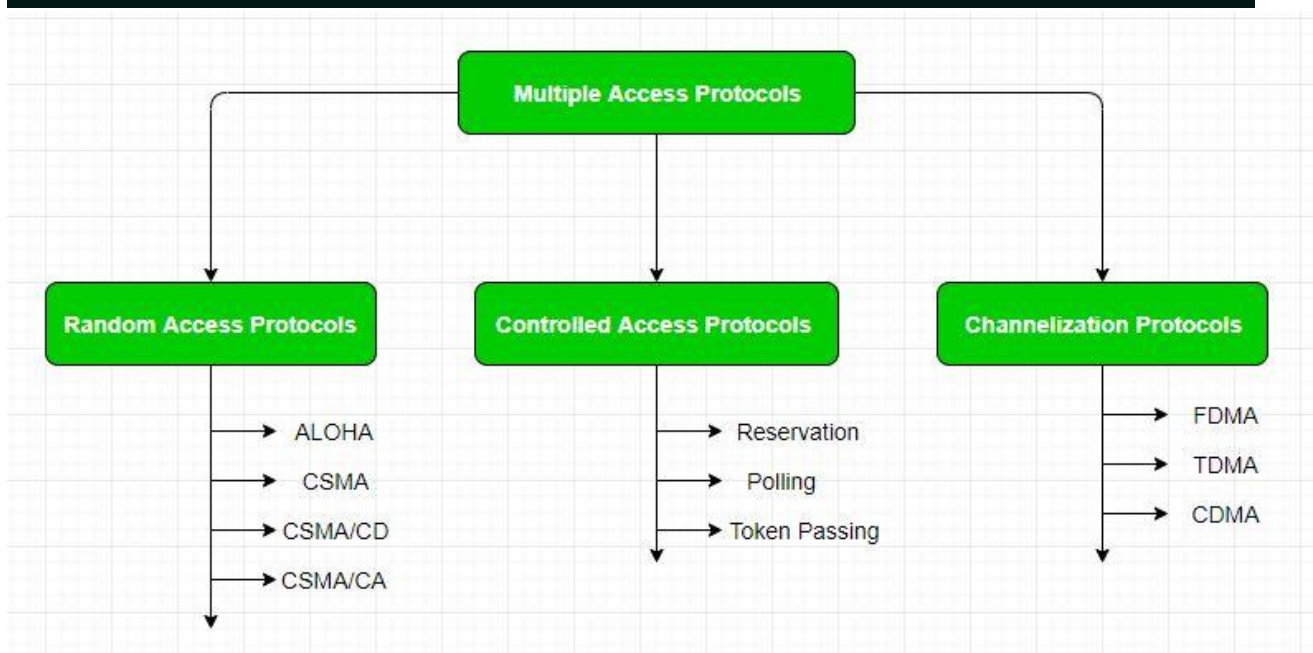 Multiple Access Protocols
Random Access Protocols
Controlled Access Protocols
Channelization Protocols
ALOHA
CSMA
CSMA/CD
CSMA/CA
Reservation
Polling
Token Passing
FDMA
TDMA
CDMA